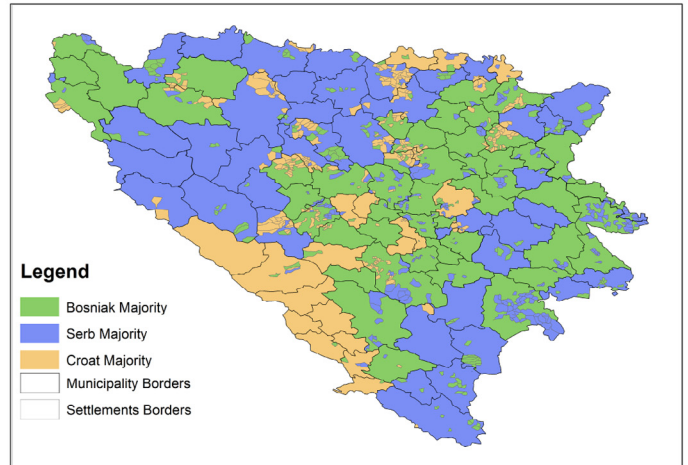 Legend
Bosniak Majority
Serb Majority
Croat Majority
Municipality Borders
Settlements Borders